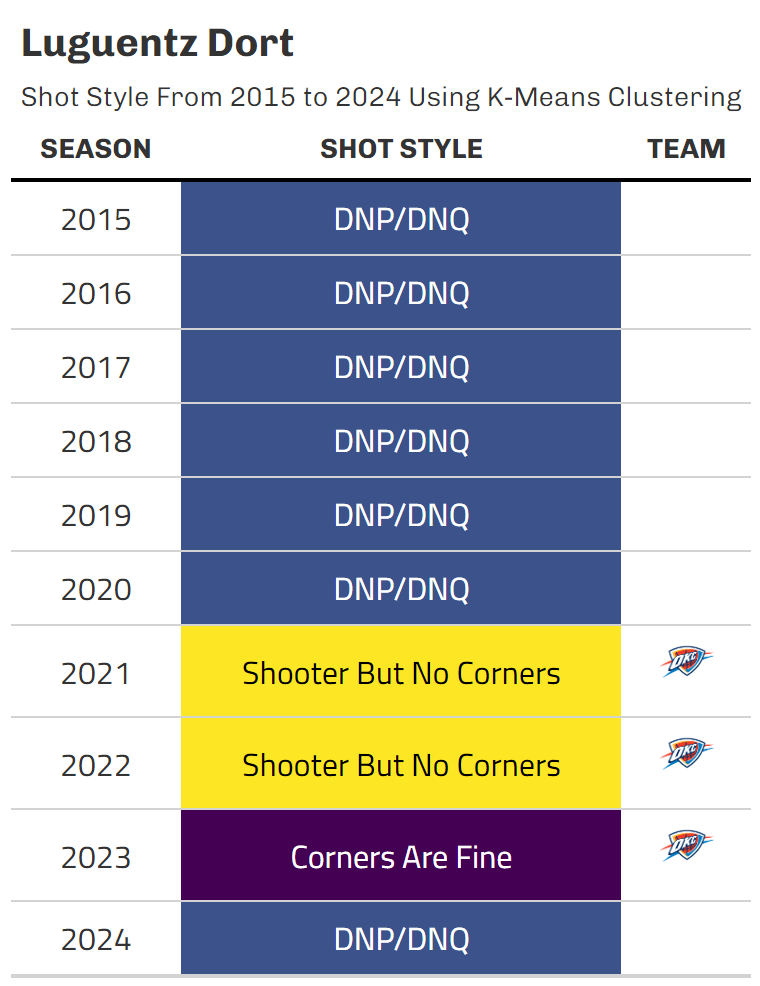 Luguentz Dort
Shot Style From 2015 to 2024 Using K-Means Clustering
SEASON SHOT STYLE TEAM
2015 DNP/DNQ
2016 DNP/DNQ
2017 DNP/DNQ
2018 DNP/DNQ
2019 DNP/DNQ
2020 DNP/DNQ
2021 Shooter But No Corners OKC
2022 Shooter But No Corners OKC
2023 Corners Are Fine OKC
2024 DNP/DNQ